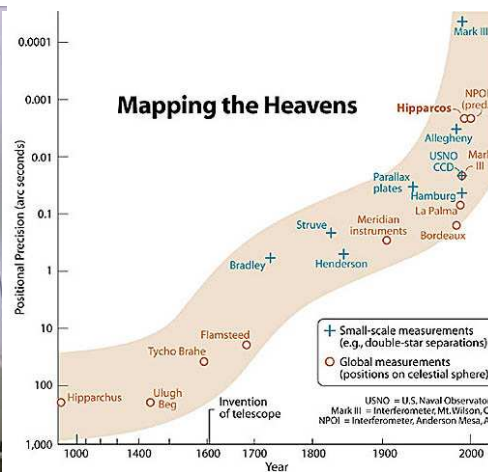 Mapping the Heavens
Positional Precision (arc seconds)
0.0001
0.001
0.01
0.1
1
10
100
1,000
Mark III
Hipparcos
NPOI
(pred
Allegheny
USNO
CCD
Mark
III
Parallax
plates
Hamburg
La Palma
Struve
Meridian
instruments
Bordeaux
Bradley
Henderson
Flamsteed
Tycho Brahe
Hipparchus
Ulugh
Beg
Invention
of telescope
Small-scale measurements
(e.g., double-star separations)
Global measurements
(positions on celestial sphere)
USNO = U.S. Naval Observato
Mark III = Interferometer, Mt. Wilson, C
NPOI = Interferometer, Anderson Mesa, A
1000
1400
1600
1700
1800
1900
2000
Year